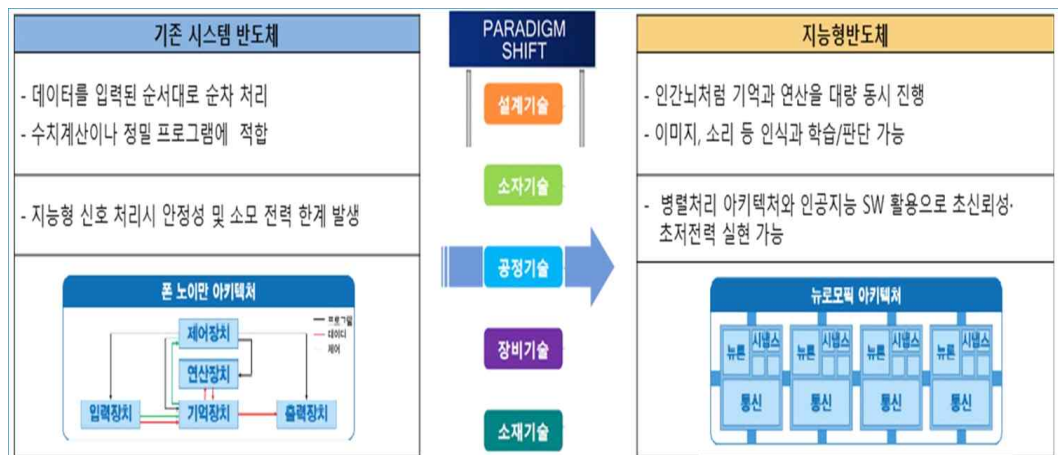 기존 시스템 반도체
- 데이터를 입력된 순서대로 순차 처리
- 수치계산이나 정밀 프로그램에 적합
- 지능형 신호 처리시 안정성 및 소모 전력 한계 발생
폰 노이만 아키텍처
프로그램
데이터
제어
제어장치
연산장치
입력장치 기억장치 출력장치
PARADIGM
SHIFT
설계기술
소자기술
공정기술
장비기술
소재기술
지능형반도체
- 인간뇌처럼 기억과 연산을 대량 동시 진행
- 이미지, 소리 등 인식과 학습/판단 가능
- 병렬처리 아키텍처와 인공지능 SW 활용으로 초신뢰성·
초저전력 실현 가능
뉴로모픽 아키텍처
뉴론 시냅스 뉴론 시냅스 뉴론 시냅스 뉴론 시냅스
통신 통신 통신 통신